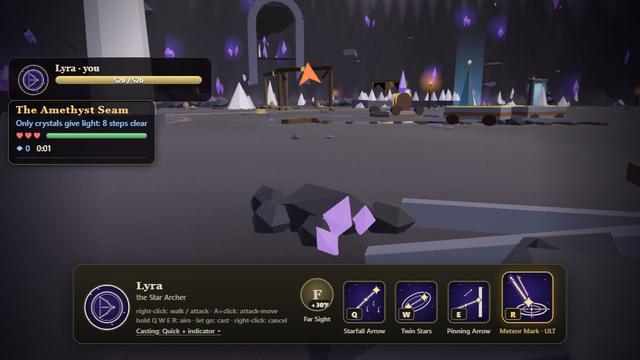 Lyra · you
520 / 520
The Amethyst Seam
Only crystals give light: 8 steps clear
0 0:01
Lyra
the Star Archer
right-click: walk / attack · A+click: attack-move
hold Q W E R: aim · let go: cast · right-click: cancel
Casting: Quick + indicator
F
+30%
Far Sight
Q
Starfall Arrow
W
Twin Stars
E
Pinning Arrow
R
Meteor Mark · ULT